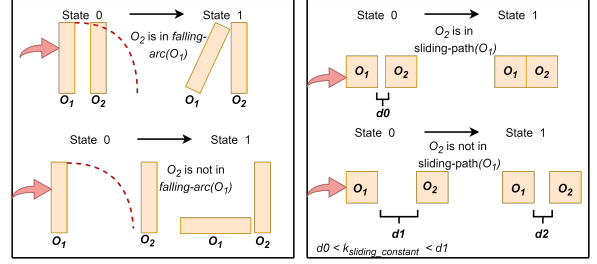 State 0 State 1
O2 is in falling-
arc(O1)
O1 O2 O1 O2
State 0 State 1
O2 is not in
falling-arc(O1)
O1 O2 O1 O2
State 0 State 1
O2 is in
sliding-path(O1)
O1 O2 O1 O2
d0
State 0 State 1
O2 is not in
sliding-path(O1)
O1 O2 O1 O2
d1 d2
d0 < ksliding_constant < d1